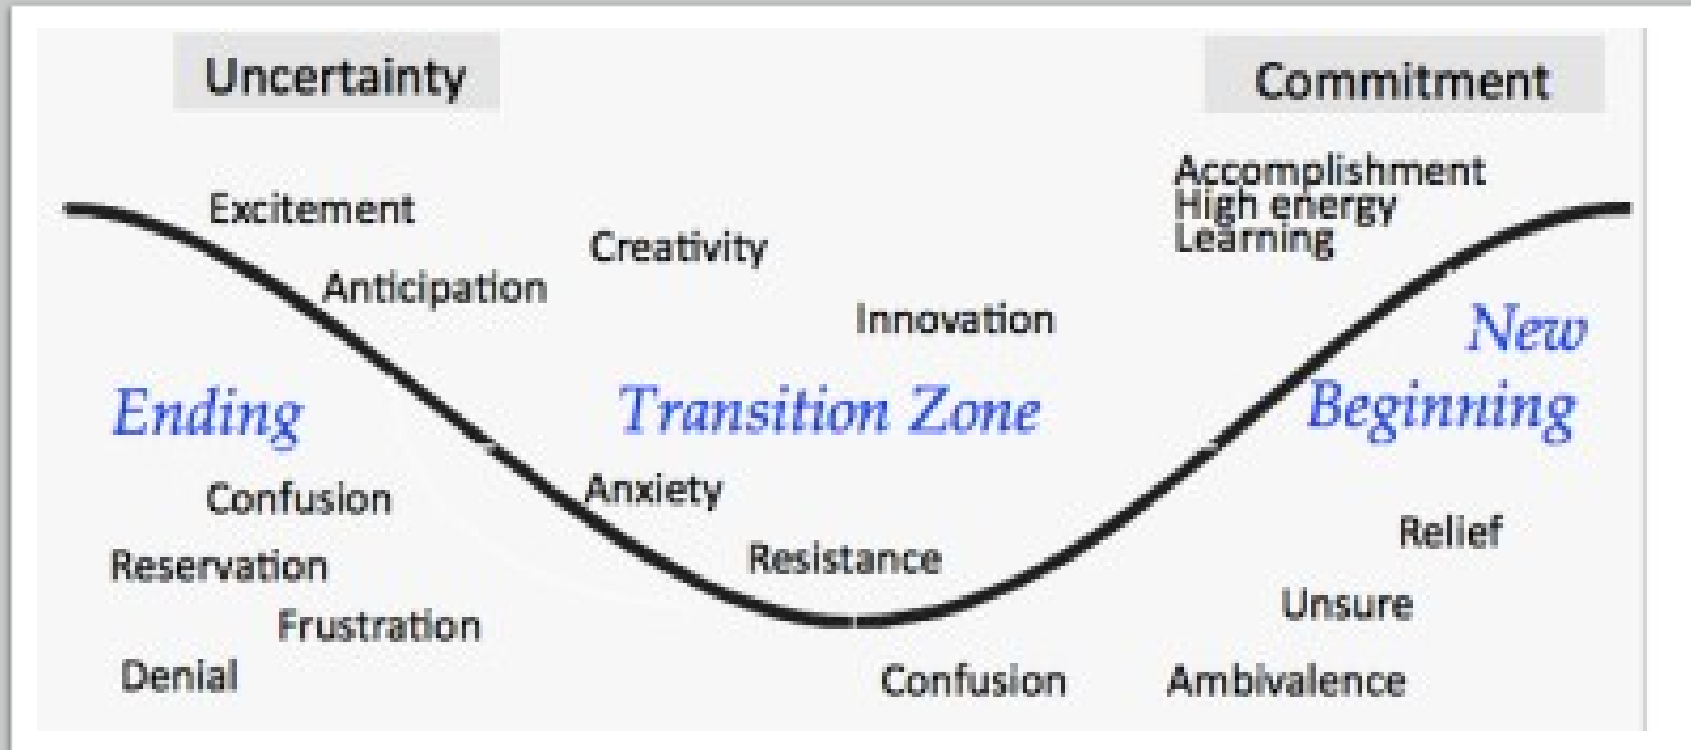 Uncertainty
Commitment
Accomplishment
High energy
Learning
Excitement
Creativity
Anticipation
Innovation
New
Beginning
Ending
Transition Zone
Anxiety
Confusion
Relief
Resistance
Reservation
Unsure
Frustration
Denial
Confusion
Ambivalence